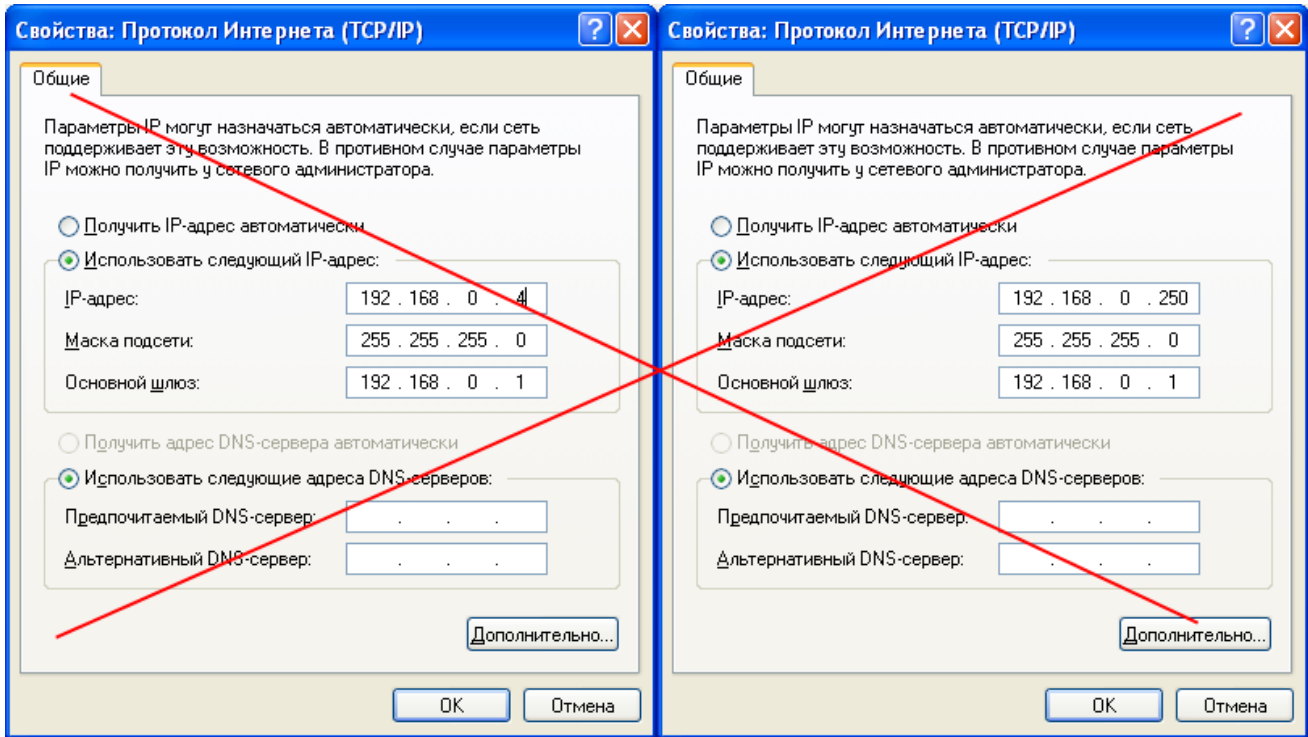 Свойства: Протокол Интернета (TCP/IP)
Общие
Параметры IP могут назначаться автоматически, если сеть
поддерживает эту возможность. В противном случае параметры
IP можно получить у сетевого администратора.
Получить IP-адрес автоматически
Использовать следующий IP-адрес:
IP-адрес: 192 . 168 . 0 . 4
Маска подсети: 255 . 255 . 255 . 0
Основной шлюз: 192 . 168 . 0 . 1
Получить адрес DNS-сервера автоматически
Использовать следующие адреса DNS-серверов:
Предпочитаемый DNS-сервер: . . .
Альтернативный DNS-сервер: . . .
Дополнительно...
OK Отмена
Свойства: Протокол Интернета (TCP/IP)
Общие
Параметры IP могут назначаться автоматически, если сеть
поддерживает эту возможность. В противном случае параметры
IP можно получить у сетевого администратора.
Получить IP-адрес автоматически
Использовать следующий IP-адрес:
IP-адрес: 192 . 168 . 0 . 250
Маска подсети: 255 . 255 . 255 . 0
Основной шлюз: 192 . 168 . 0 . 1
Получить адрес DNS-сервера автоматически
Использовать следующие адреса DNS-серверов:
Предпочитаемый DNS-сервер: . . .
Альтернативный DNS-сервер: . . .
Дополнительно...
OK Отмена